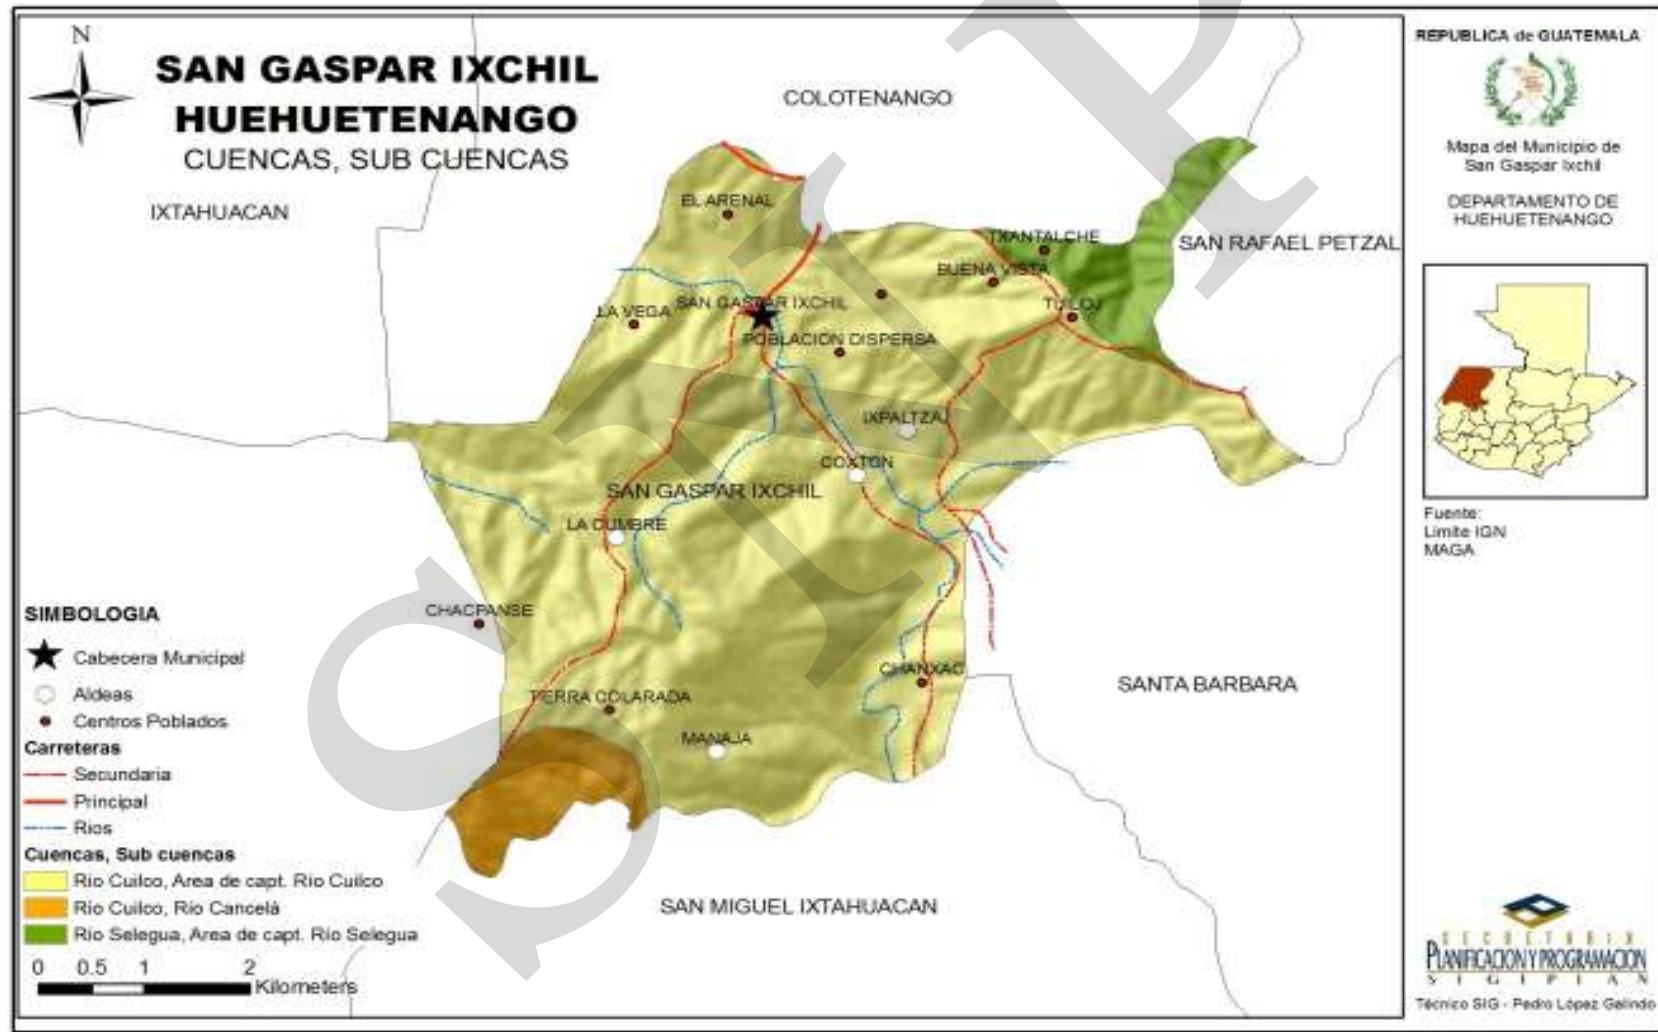 N
SAN GASPAR IXCHIL
HUEHUETENANGO
CUENCAS, SUB CUENCAS
COLOTENANGO
IXTAHUACAN
SAN RAFAEL PETZAL
EL ARENAL
TXANTALCHE
BUENA VISTA
SAN GASPAR IXCHIL
LA VEGA
TUILOJ
POBLACION DISPERSA
IXPALTZAJ
COXTON
SAN GASPAR IXCHIL
LA CUMBRE
CHACPANSE
CHANXAC
TIERRA COLARADA
MANAJA
SANTA BARBARA
SAN MIGUEL IXTAHUACAN
SIMBOLOGIA
Cabecera Municipal
Aldeas
Centros Poblados
Carreteras
Secundaria
Principal
Rios
Cuencas, Sub cuencas
Rio Cuilco, Area de capt. Rio Cuilco
Rio Cuilco, Rio Cancelá
Rio Selegua, Area de capt. Río Selegua
0 0.5 1 2
Kilometers
REPUBLICA de GUATEMALA
Mapa del Municipio de
San Gaspar Ixchil
DEPARTAMENTO DE
HUEHUETENANGO
Fuente:
Limite IGN
MAGA
SECRETARIA
PLANIFICACION Y PROGRAMACION
Técnico SIG - Pedro López Galindo